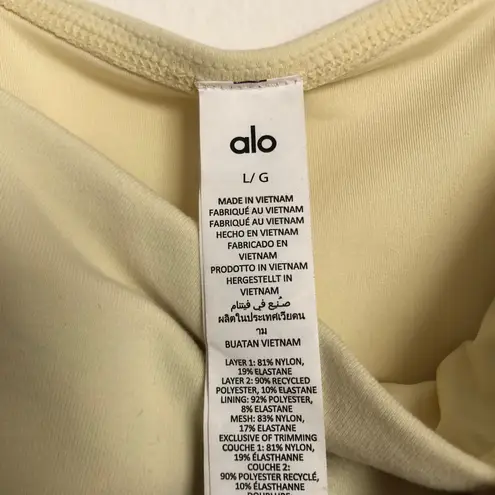 alo
L/ G
MADE IN VIETNAM
FABRIQUÉ AU VIETNAM
FABRIQUÉ AU VIETNAM
HECHO EN VIETNAM
FABRICADO EN
VIETNAM
PRODOTTO IN VIETNAM
HERGESTELLT IN
VIETNAM
صنع في فيتنام
ผลิตในประเทศเวียดน
าม
BUATAN VIETNAM
LAYER 1: 81% NYLON,
19% ELASTANE
LAYER 2: 90% RECYCLED
POLYESTER, 10% ELASTANE
LINING: 92% POLYESTER,
8% ELASTANE
MESH: 83% NYLON,
17% ELASTANE
EXCLUSIVE OF TRIMMING
COUCHE 1: 81% NYLON,
19% ÉLASTHANNE
COUCHE 2:
90% POLYESTER RECYCLÉ,
10% ÉLASTHANNE